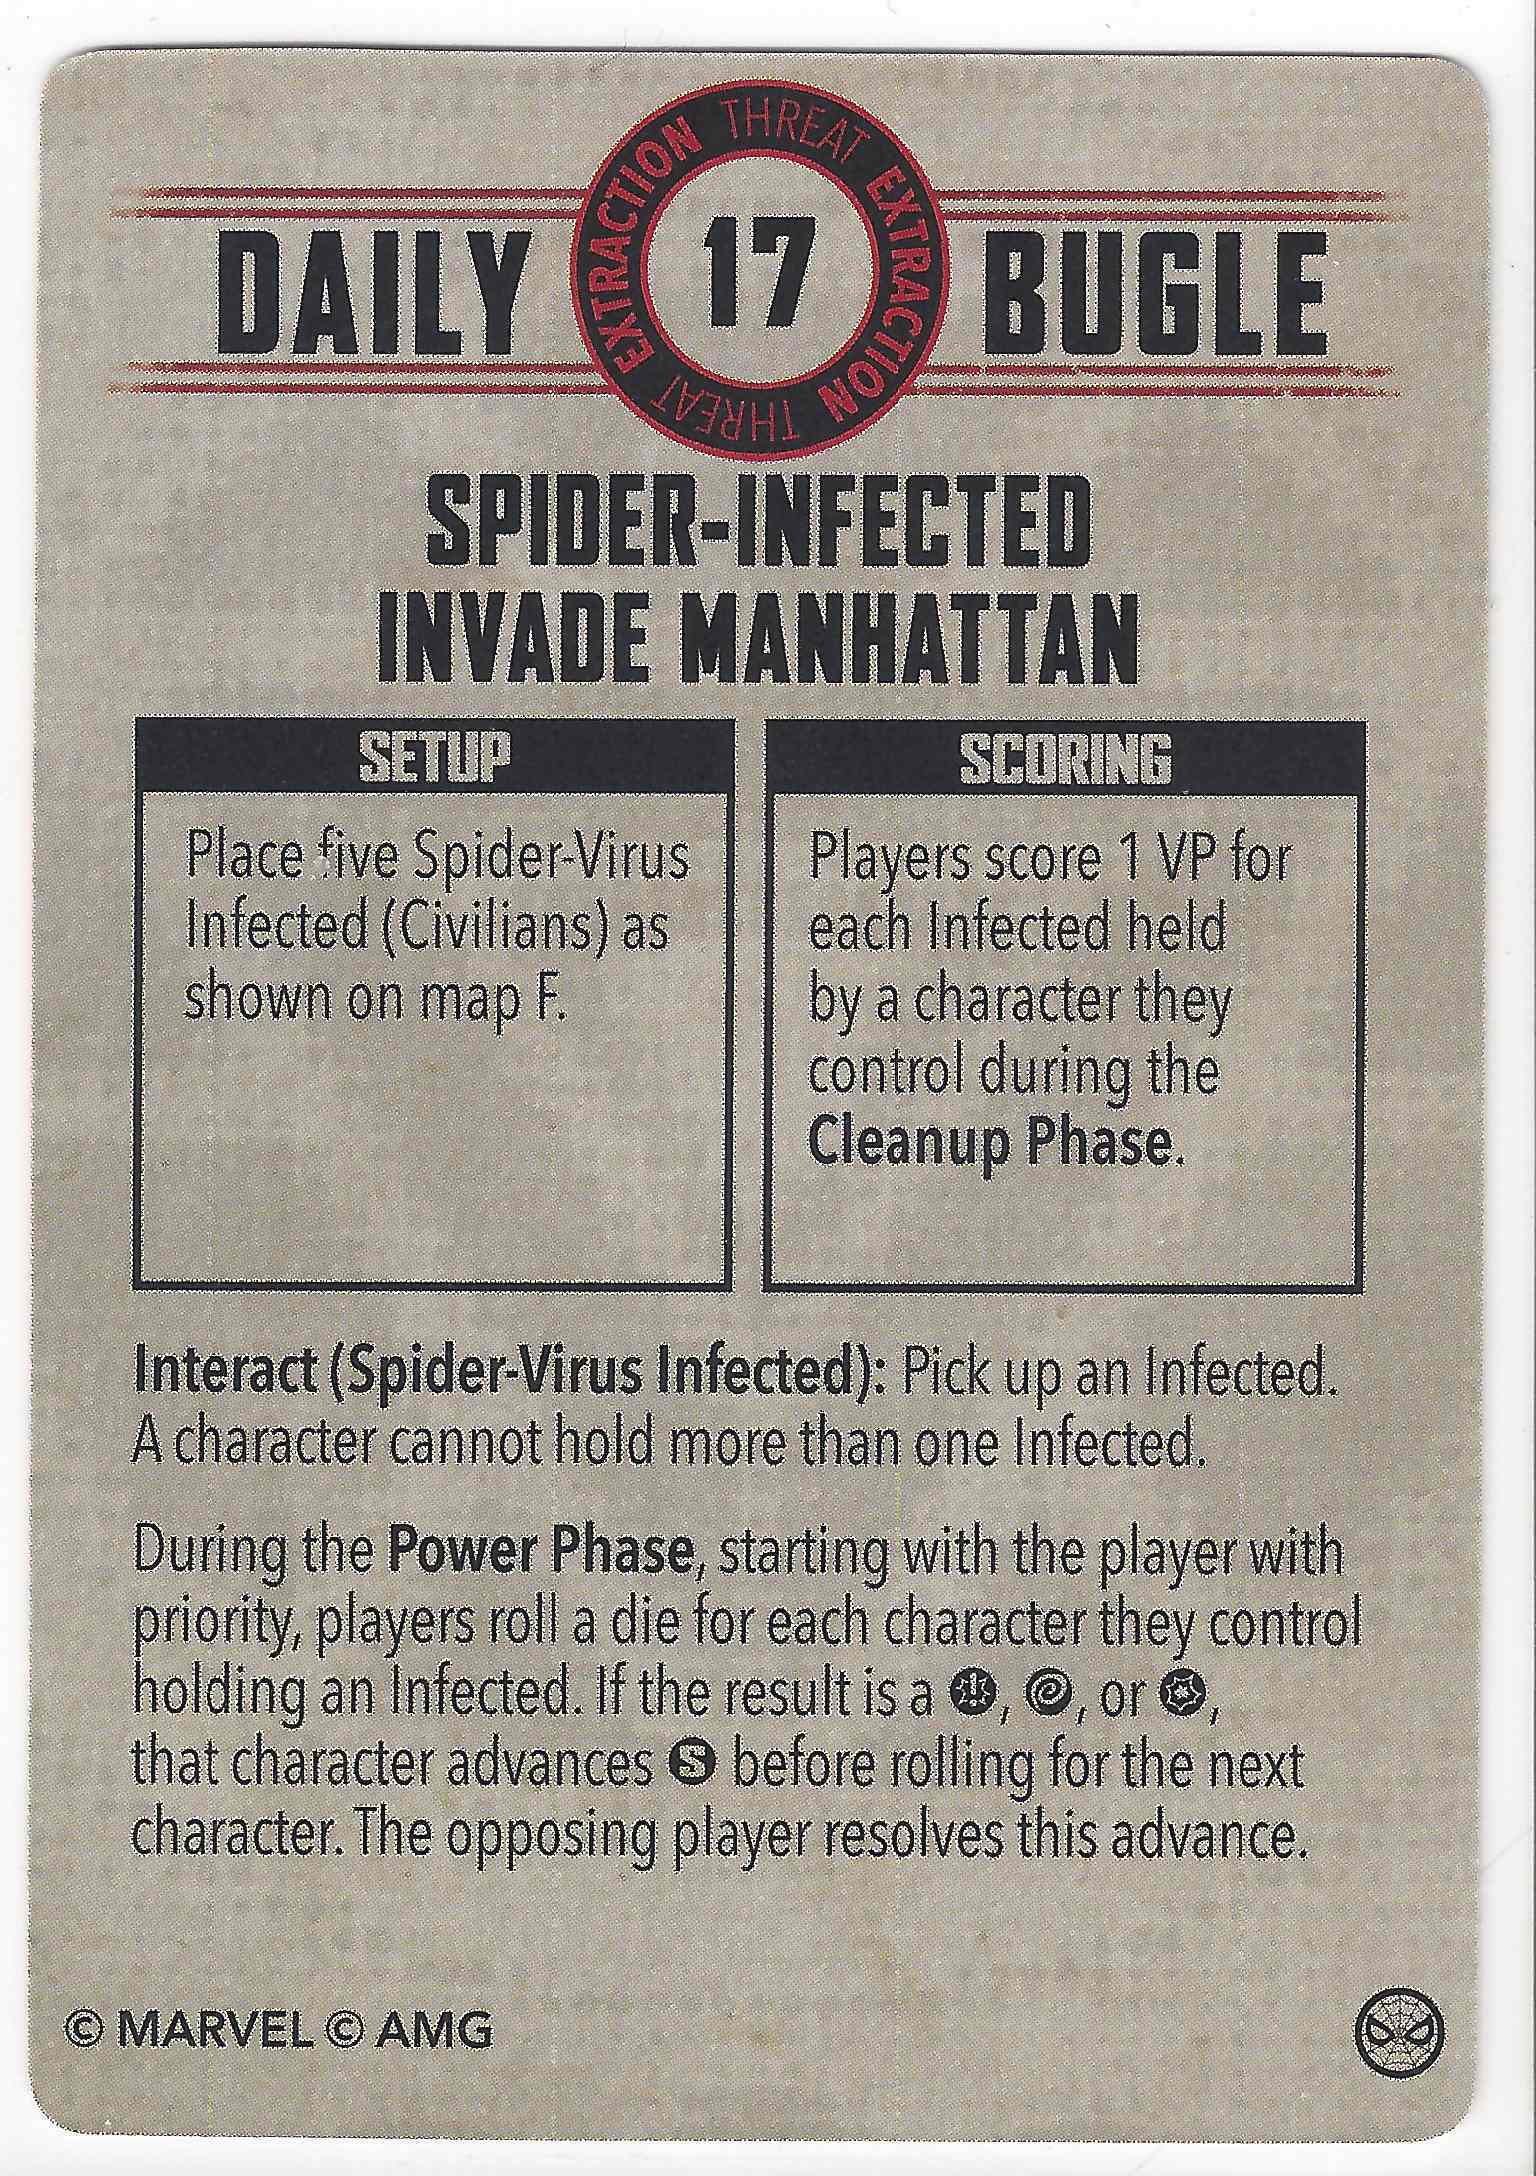 THREAT EXTRACTION THREAT EXTRACTION
DAILY 17 BUGLE
SPIDER-INFECTED
INVADE MANHATTAN
SETUP
Place five Spider-Virus
Infected (Civilians) as
shown on map F.
SCORING
Players score 1 VP for
each Infected held
by a character they
control during the
Cleanup Phase.
Interact (Spider-Virus Infected): Pick up an Infected.
A character cannot hold more than one Infected.
During the Power Phase, starting with the player with
priority, players roll a die for each character they control
holding an Infected. If the result is a , , or ,
that character advances S before rolling for the next
character. The opposing player resolves this advance.
© MARVEL © AMG